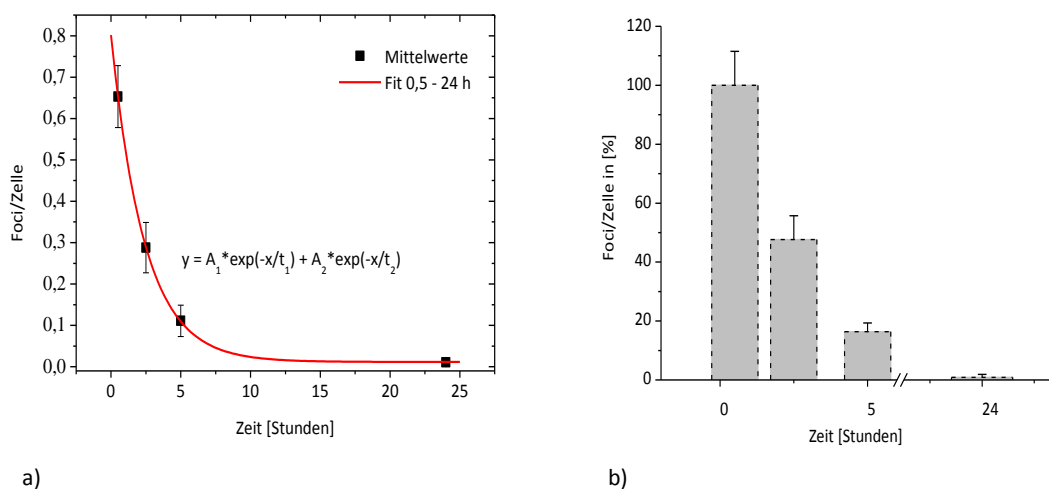 0,8
0,7
0,6
0,5
0,4
0,3
0,2
0,1
0,0
Foci/Zelle
Mittelwerte
Fit 0,5 - 24 h
y = A₁*exp(-x/t₁) + A₂*exp(-x/t₂)
0 5 10 15 20 25
Zeit [Stunden]
a)
120
100
80
60
40
20
0
Foci/Zelle in [%]
0 5 24
Zeit [Stunden]
b)